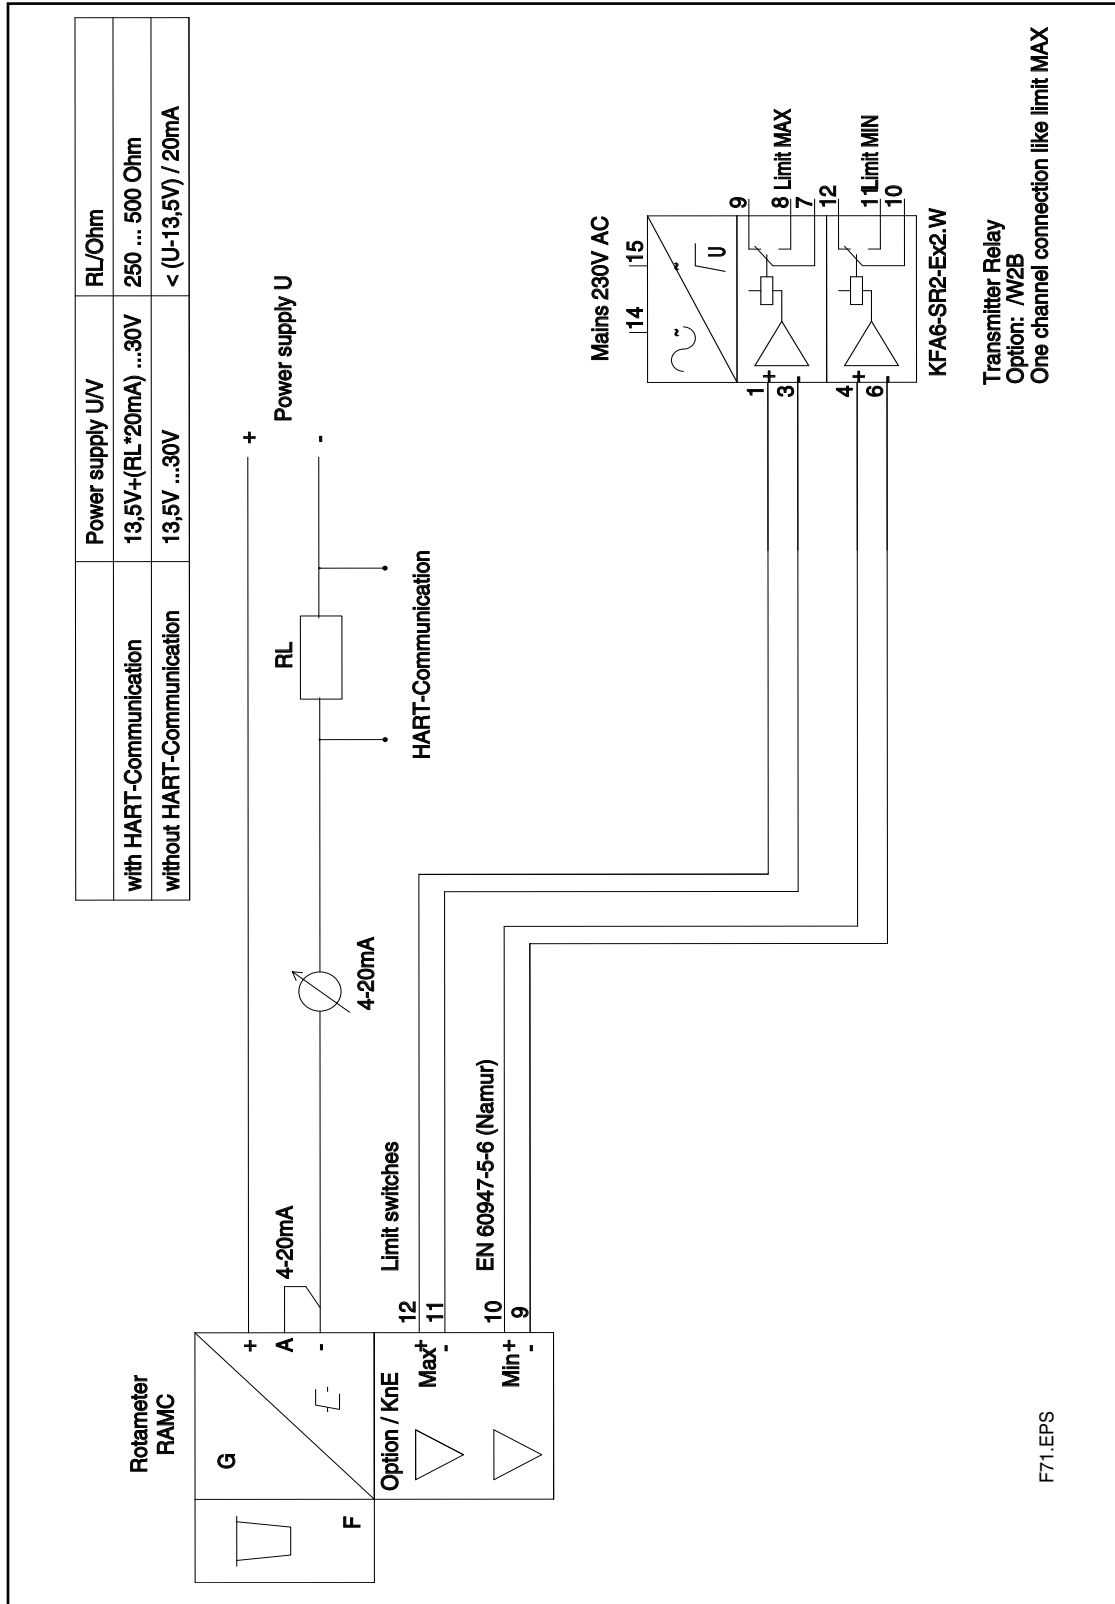 Power supply U/V RL/Ohm
with HART-Communication 13,5V+(RL*20mA) ...30V 250 ... 500 Ohm
without HART-Communication 13,5V ...30V < (U-13,5V) / 20mA
Rotameter
RAMC
G
F
+
A
-
4-20mA
+
-
Power supply U
RL
4-20mA
HART-Communication
Option / KnE
Max+
-
Min+
-
12
11
10
9
Limit switches
EN 60947-5-6 (Namur)
Mains 230V AC
14 15
~
~
U
1 +
3 -
4 +
6 -
9
8 Limit MAX
7
12
11 Limit MIN
10
KFA6-SR2-Ex2.W
Transmitter Relay
Option: /W2B
One channel connection like limit MAX
F71.EPS